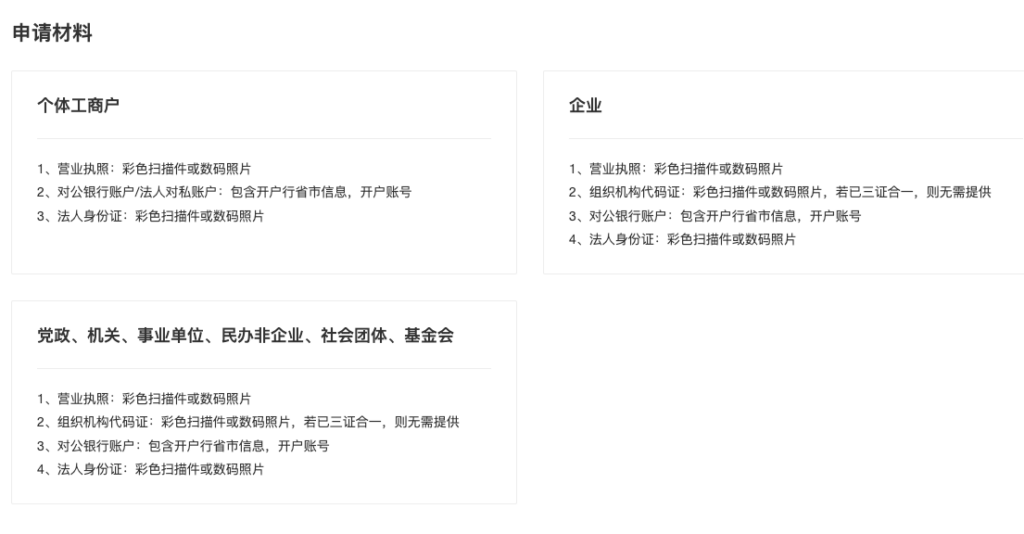 申请材料
个体工商户
1、营业执照：彩色扫描件或数码照片
2、对公银行账户/法人对私账户：包含开户行省市信息，开户账号
3、法人身份证：彩色扫描件或数码照片
企业
1、营业执照：彩色扫描件或数码照片
2、组织机构代码证：彩色扫描件或数码照片，若已三证合一，则无需提供
3、对公银行账户：包含开户行省市信息，开户账号
4、法人身份证：彩色扫描件或数码照片
党政、机关、事业单位、民办非企业、社会团体、基金会
1、营业执照：彩色扫描件或数码照片
2、组织机构代码证：彩色扫描件或数码照片，若已三证合一，则无需提供
3、对公银行账户：包含开户行省市信息，开户账号
4、法人身份证：彩色扫描件或数码照片